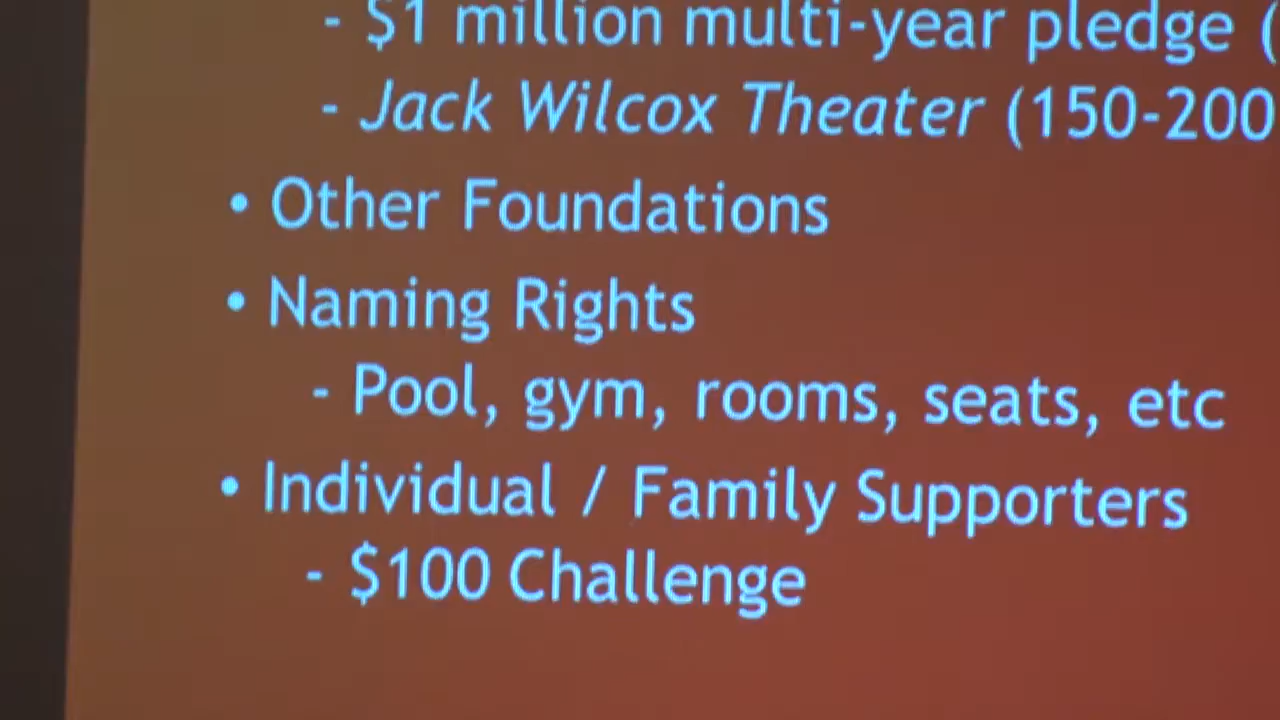 - $1 million multi-year pledge (
- Jack Wilcox Theater (150-200
• Other Foundations
• Naming Rights
- Pool, gym, rooms, seats, etc
• Individual / Family Supporters
- $100 Challenge